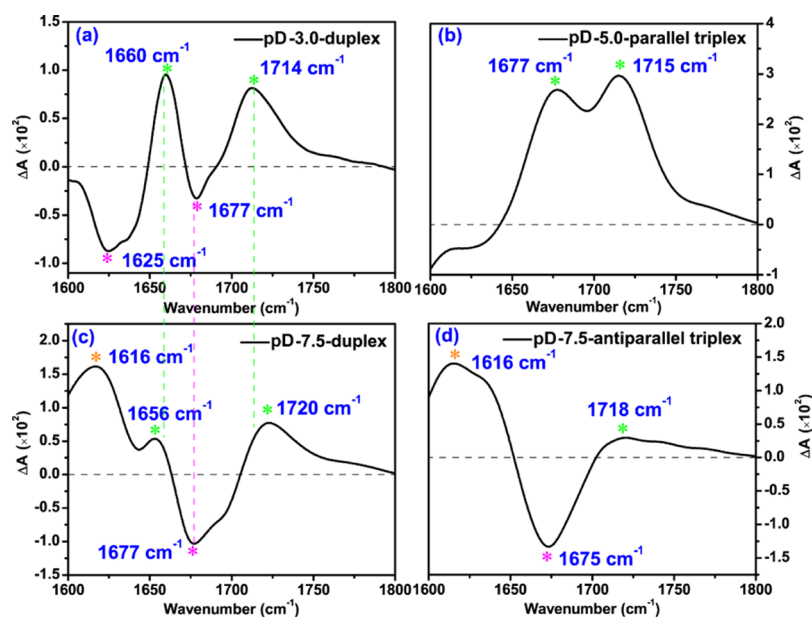 (a)
1660 cm⁻¹
pD-3.0-duplex
1714 cm⁻¹
1677 cm⁻¹
1625 cm⁻¹
ΔA (×10²)
1.5
1.0
0.5
0.0
-0.5
-1.0
1600 1650 1700 1750 1800
Wavenumber (cm⁻¹)
(b)
pD-5.0-parallel triplex
1677 cm⁻¹
1715 cm⁻¹
4
3
2
1
0
-1
ΔA (×10²)
1600 1650 1700 1750 1800
Wavenumber (cm⁻¹)
(c)
pD-7.5-duplex
1616 cm⁻¹
1656 cm⁻¹
1720 cm⁻¹
1677 cm⁻¹
ΔA (×10²)
2.0
1.5
1.0
0.5
0.0
-0.5
-1.0
-1.5
1600 1650 1700 1750 1800
Wavenumber (cm⁻¹)
(d)
pD-7.5-antiparallel triplex
1616 cm⁻¹
1718 cm⁻¹
1675 cm⁻¹
2.0
1.5
1.0
0.5
0.0
-0.5
-1.0
-1.5
ΔA (×10²)
1600 1650 1700 1750 1800
Wavenumber (cm⁻¹)